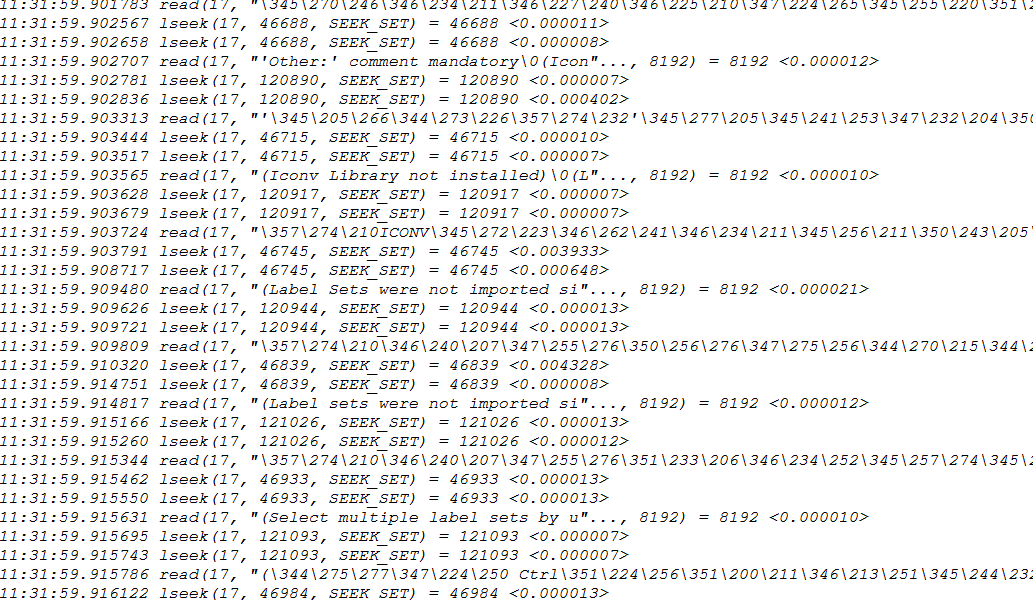 11:31:59.901783 read(17, "\345\270\246\346\234\211\346\227\240\346\225\210\347\224\265\345\255\220\351\2
11:31:59.902567 lseek(17, 46688, SEEK_SET) = 46688 <0.000011>
11:31:59.902658 lseek(17, 46688, SEEK_SET) = 46688 <0.000008>
11:31:59.902707 read(17, "'Other:' comment mandatory\0(Icon"..., 8192) = 8192 <0.000012>
11:31:59.902781 lseek(17, 120890, SEEK_SET) = 120890 <0.000007>
11:31:59.902836 lseek(17, 120890, SEEK_SET) = 120890 <0.000402>
11:31:59.903313 read(17, "'\345\205\266\344\273\226\357\274\232'\345\277\205\345\241\253\347\232\204\350
11:31:59.903444 lseek(17, 46715, SEEK_SET) = 46715 <0.000010>
11:31:59.903517 lseek(17, 46715, SEEK_SET) = 46715 <0.000007>
11:31:59.903565 read(17, "(Iconv Library not installed)\0(L"..., 8192) = 8192 <0.000010>
11:31:59.903628 lseek(17, 120917, SEEK_SET) = 120917 <0.000007>
11:31:59.903679 lseek(17, 120917, SEEK_SET) = 120917 <0.000007>
11:31:59.903724 read(17, "\357\274\210ICONV\345\272\223\346\262\241\346\234\211\345\256\211\350\243\205\
11:31:59.903791 lseek(17, 46745, SEEK_SET) = 46745 <0.003933>
11:31:59.908717 lseek(17, 46745, SEEK_SET) = 46745 <0.000648>
11:31:59.909480 read(17, "(Label Sets were not imported si"..., 8192) = 8192 <0.000021>
11:31:59.909626 lseek(17, 120944, SEEK_SET) = 120944 <0.000013>
11:31:59.909721 lseek(17, 120944, SEEK_SET) = 120944 <0.000013>
11:31:59.909809 read(17, "\357\274\210\346\240\207\347\255\276\350\256\276\347\275\256\344\270\215\344\2
11:31:59.910320 lseek(17, 46839, SEEK_SET) = 46839 <0.004328>
11:31:59.914751 lseek(17, 46839, SEEK_SET) = 46839 <0.000008>
11:31:59.914817 read(17, "(Label sets were not imported si"..., 8192) = 8192 <0.000012>
11:31:59.915166 lseek(17, 121026, SEEK_SET) = 121026 <0.000013>
11:31:59.915260 lseek(17, 121026, SEEK_SET) = 121026 <0.000012>
11:31:59.915344 read(17, "\357\274\210\346\240\207\347\255\276\351\233\206\346\234\252\345\257\274\345\2
11:31:59.915462 lseek(17, 46933, SEEK_SET) = 46933 <0.000013>
11:31:59.915550 lseek(17, 46933, SEEK_SET) = 46933 <0.000013>
11:31:59.915631 read(17, "(Select multiple label sets by u"..., 8192) = 8192 <0.000010>
11:31:59.915695 lseek(17, 121093, SEEK_SET) = 121093 <0.000007>
11:31:59.915743 lseek(17, 121093, SEEK_SET) = 121093 <0.000007>
11:31:59.915786 read(17, "(\344\275\277\347\224\250 Ctrl\351\224\256\351\200\211\346\213\251\345\244\232
11:31:59.916122 lseek(17, 46984, SEEK_SET) = 46984 <0.000013>